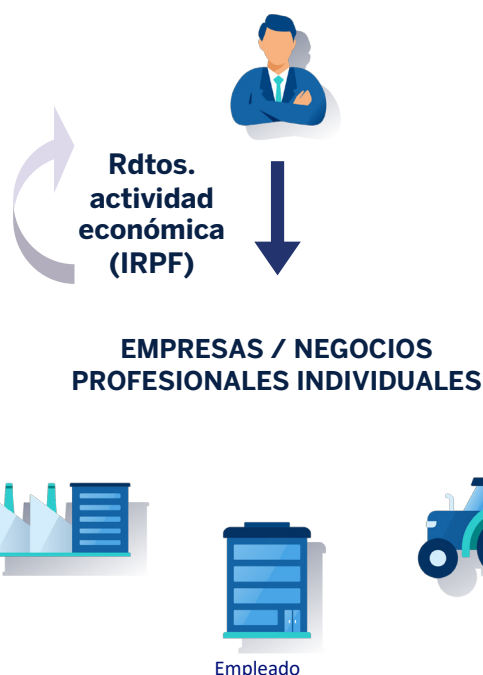 Rdtos.
actividad
económica
(IRPF)
EMPRESAS / NEGOCIOS
PROFESIONALES INDIVIDUALES
Empleado